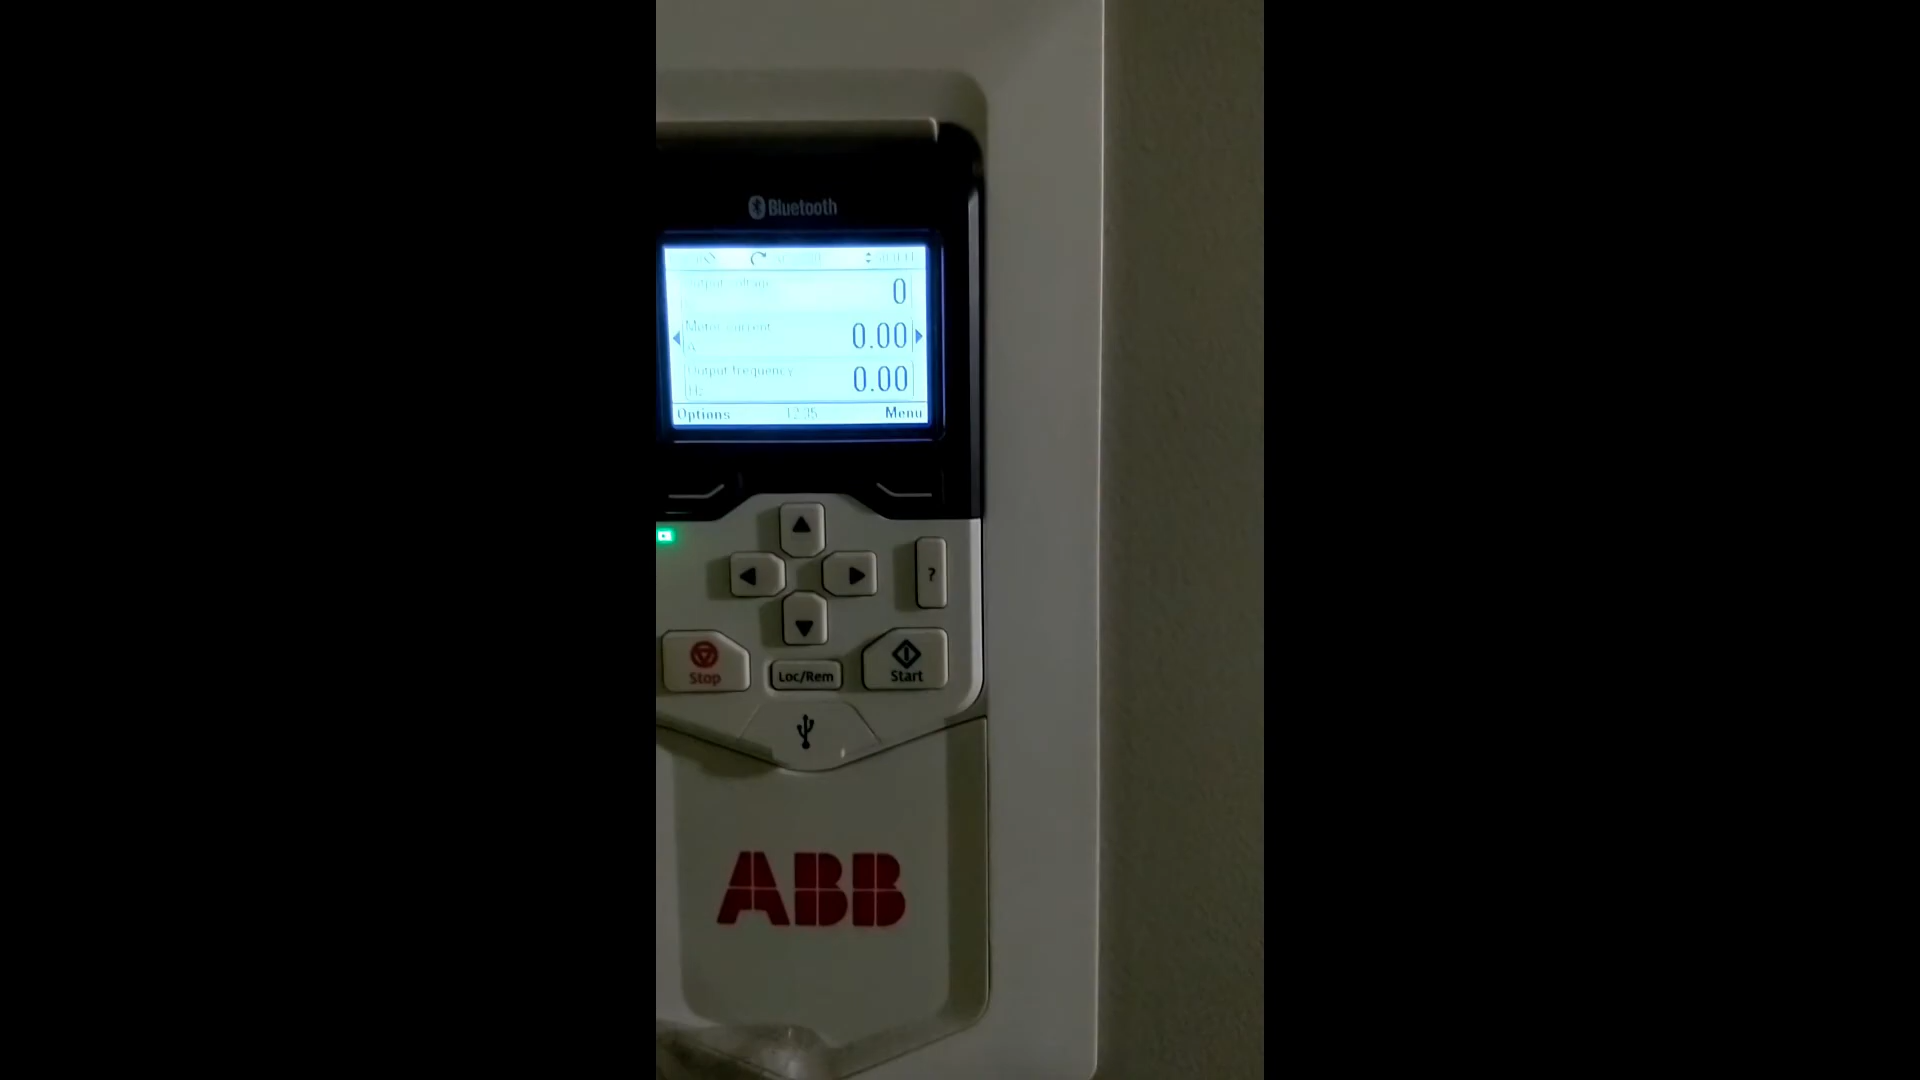 Bluetooth
Output voltage
0
Motor current
A
0.00
Output frequency
Hz
0.00
Options 12:35 Menu
?
Stop
Loc/Rem
Start
ABB